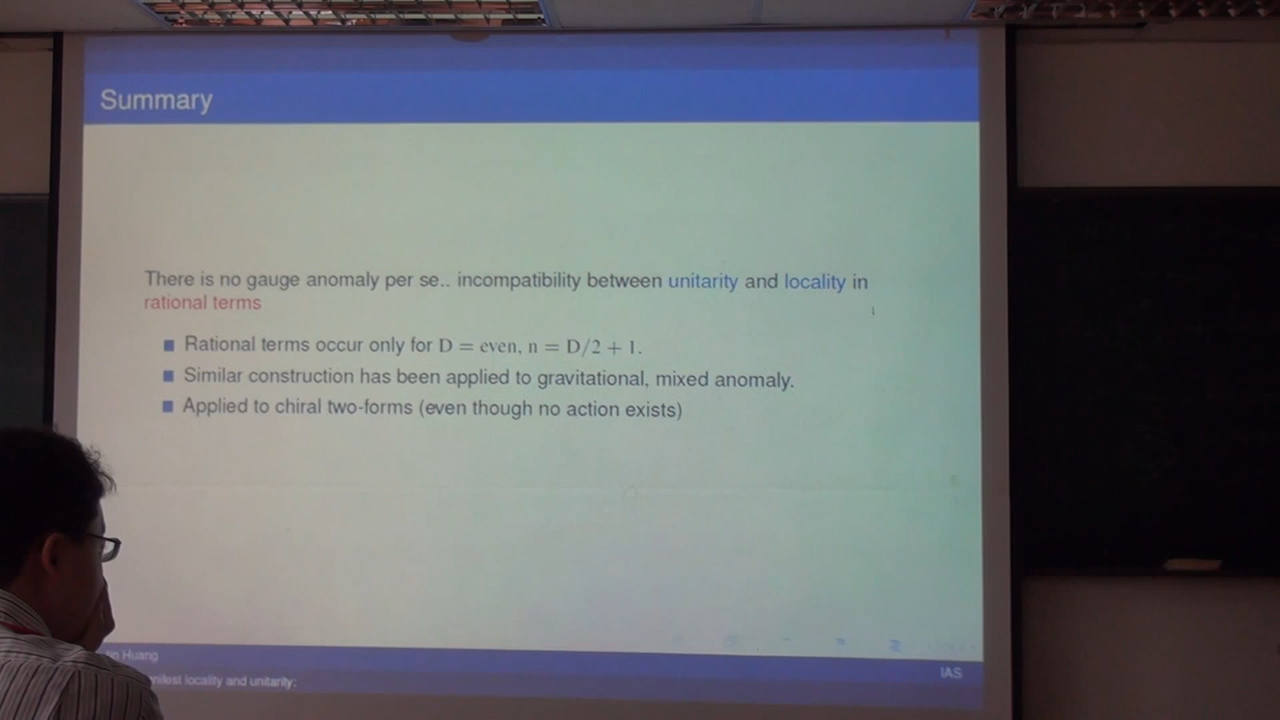 Summary
There is no gauge anomaly per se.. incompatibility between unitarity and locality in
rational terms
Rational terms occur only for D = even, n = D/2 + 1.
Similar construction has been applied to gravitational, mixed anomaly.
Applied to chiral two-forms (even though no action exists)
Huang
IAS
locality and unitarity: